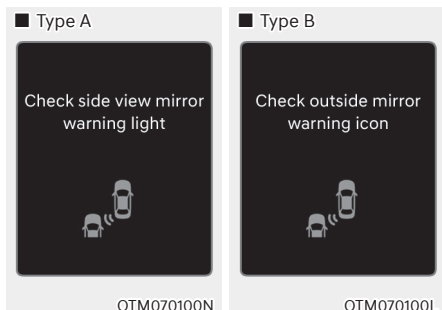 ■ Type A
Check side view mirror
warning light
OTM070100N
■ Type B
Check outside mirror
warning icon
OTM070100L